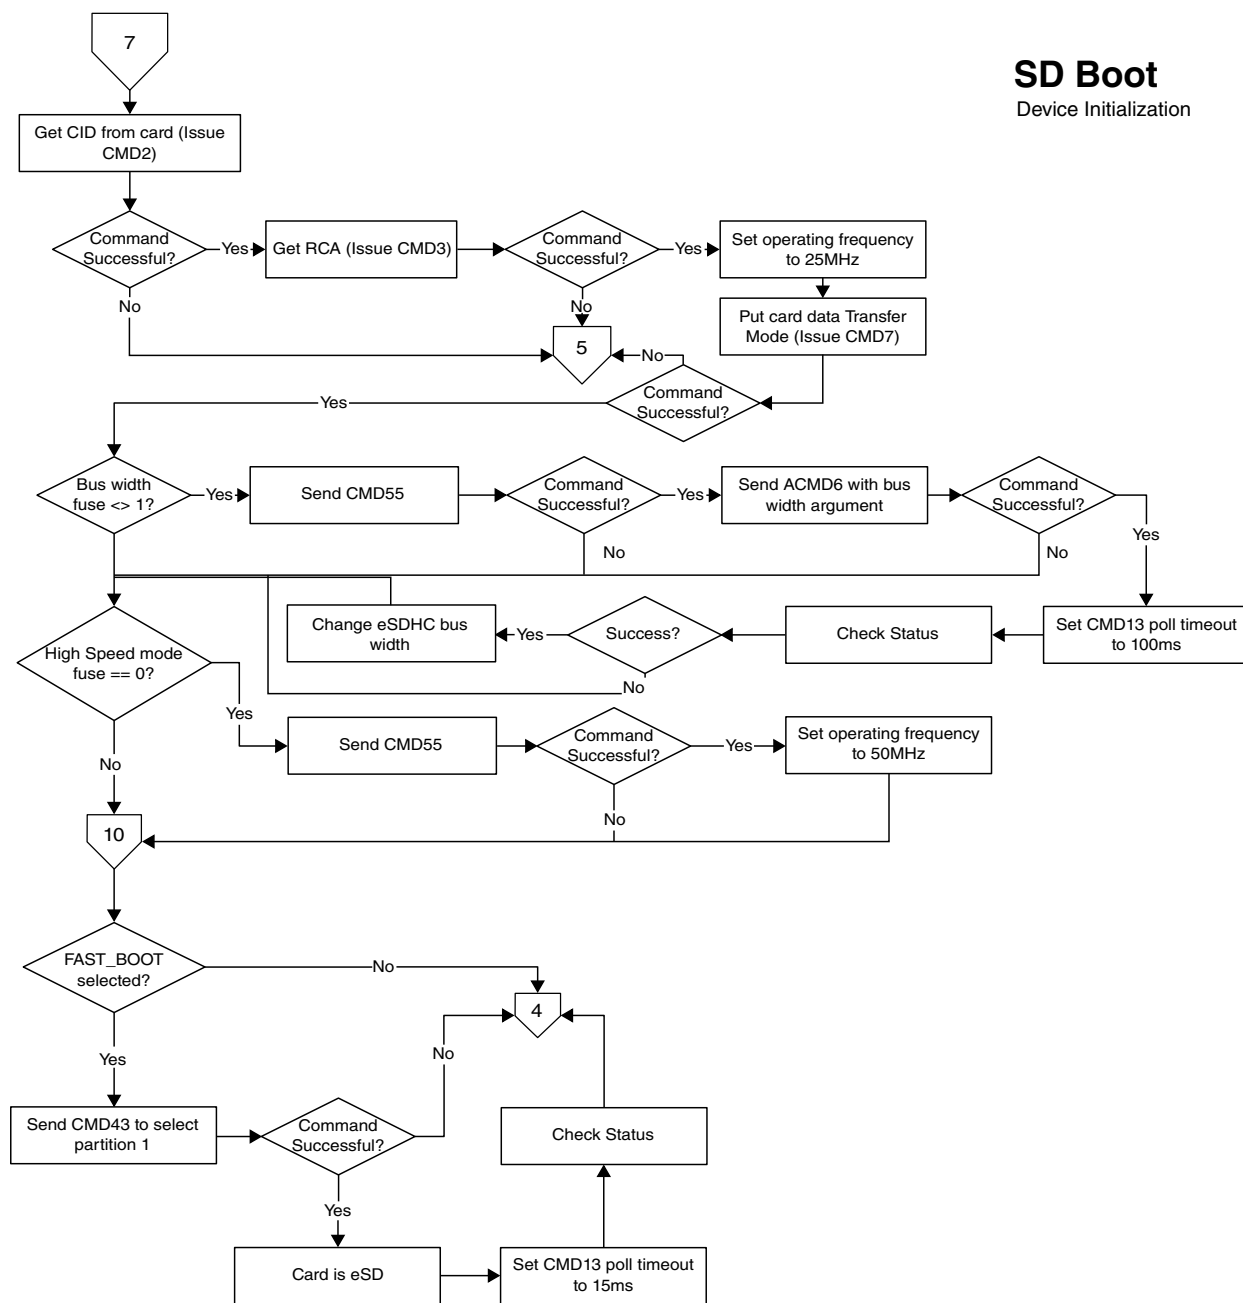 7
SD Boot
Device Initialization
Get CID from card (Issue
CMD2)
Command
Successful?
Yes
Get RCA (Issue CMD3)
Command
Successful?
Yes
Set operating frequency
to 25MHz
No
No
Put card data Transfer
Mode (Issue CMD7)
5
No
Command
Successful?
Yes
Bus width
fuse <> 1?
Yes
Send CMD55
Command
Successful?
Yes
Send ACMD6 with bus
width argument
Command
Successful?
Yes
No
No
Change eSDHC bus
width
Yes
Success?
Check Status
Set CMD13 poll timeout
to 100ms
High Speed mode
fuse == 0?
No
Yes
Send CMD55
Command
Successful?
Yes
Set operating frequency
to 50MHz
No
No
10
FAST_BOOT
selected?
No
4
Yes
No
Send CMD43 to select
partition 1
Command
Successful?
Check Status
Yes
Card is eSD
Set CMD13 poll timeout
to 15ms